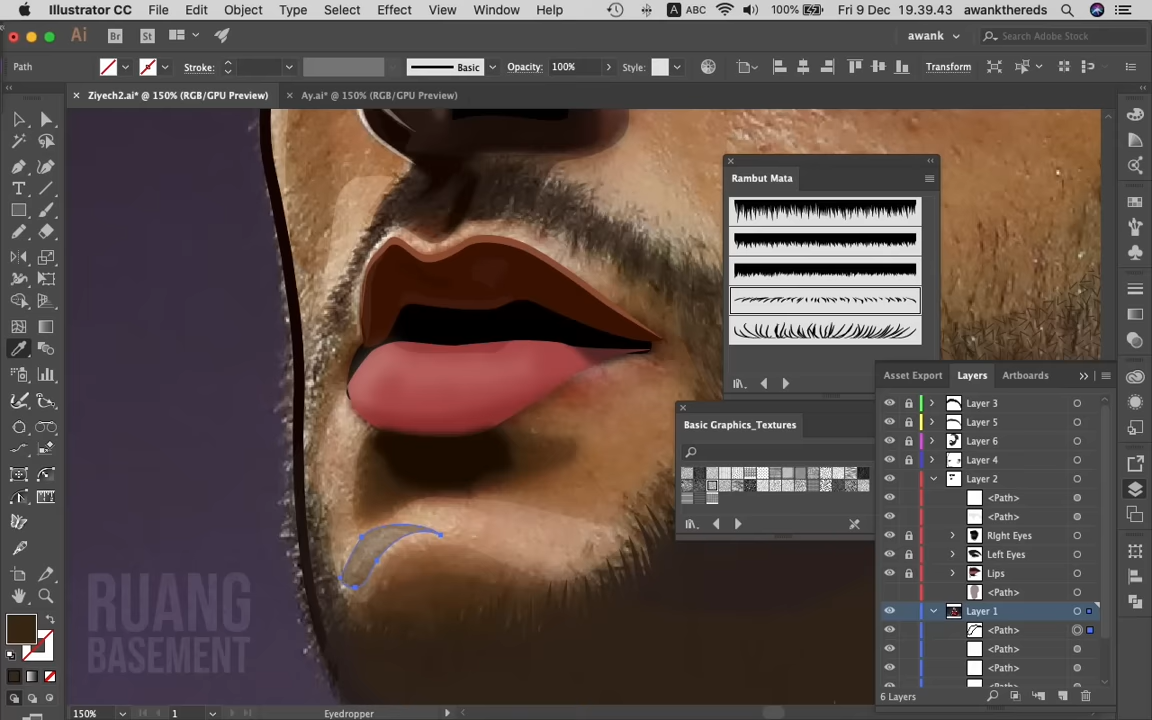 Illustrator CC File Edit Object Type Select Effect View Window Help A ABC 100% Fri 9 Dec 19.39.43 awankthereds
Ai Br St awank Search Adobe Stock
Path Stroke: Basic Opacity: 100% Style: Transform
Ziyech2.ai* @ 150% (RGB/GPU Preview) Ay.ai* @ 150% (RGB/GPU Preview)
Rambut Mata
Asset Export Layers Artboards
Layer 3
Basic Graphics_Textures
Layer 5
Layer 6
Layer 4
Layer 2
<Path>
<Path>
Right Eyes
Left Eyes
Lips
<Path>
Layer 1
<Path>
<Path>
<Path>
6 Layers
RUANG
BASEMENT
150% 1 Eyedropper